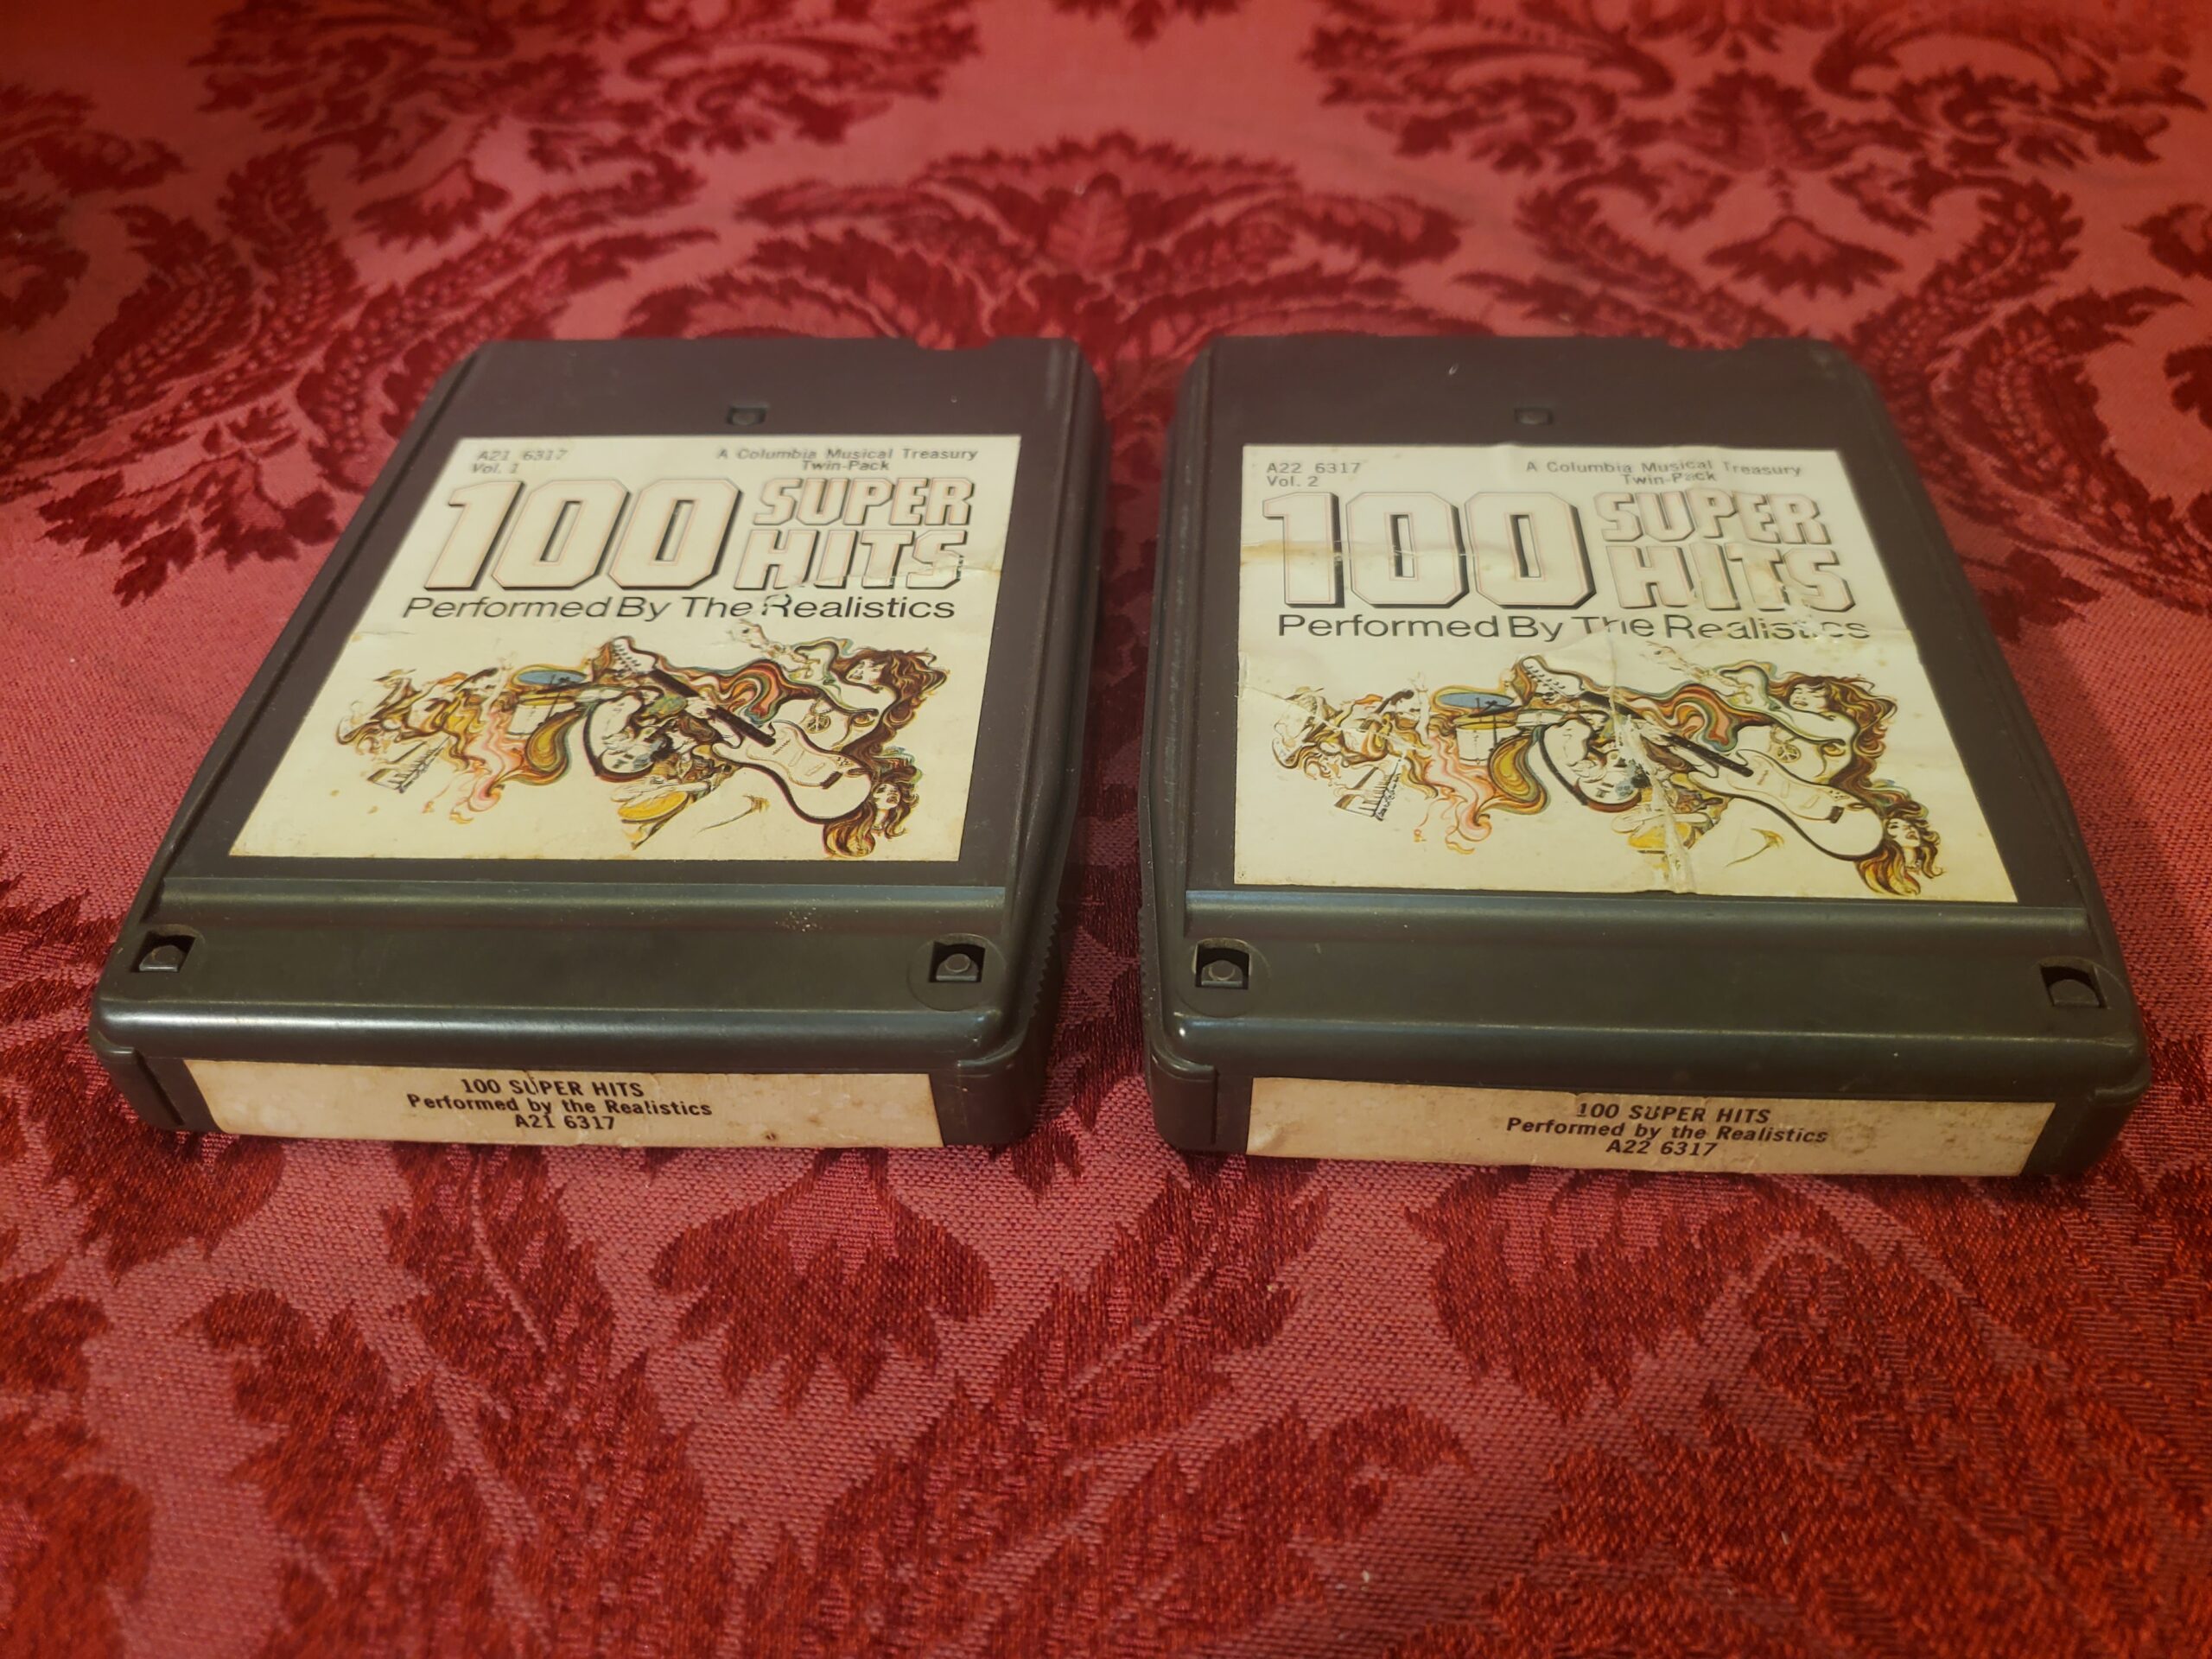 A21 6317
Vol. 1
A Columbia Musical Treasury
Twin-Pack
100 SUPER
HITS
Performed By The Realistics
100 SUPER HITS
Performed by the Realistics
A21 6317
A22 6317
Vol. 2
A Columbia Musical Treasury
Twin-Pack
100 SUPER
HITS
Performed By The Realistics
100 SUPER HITS
Performed by the Realistics
A22 6317